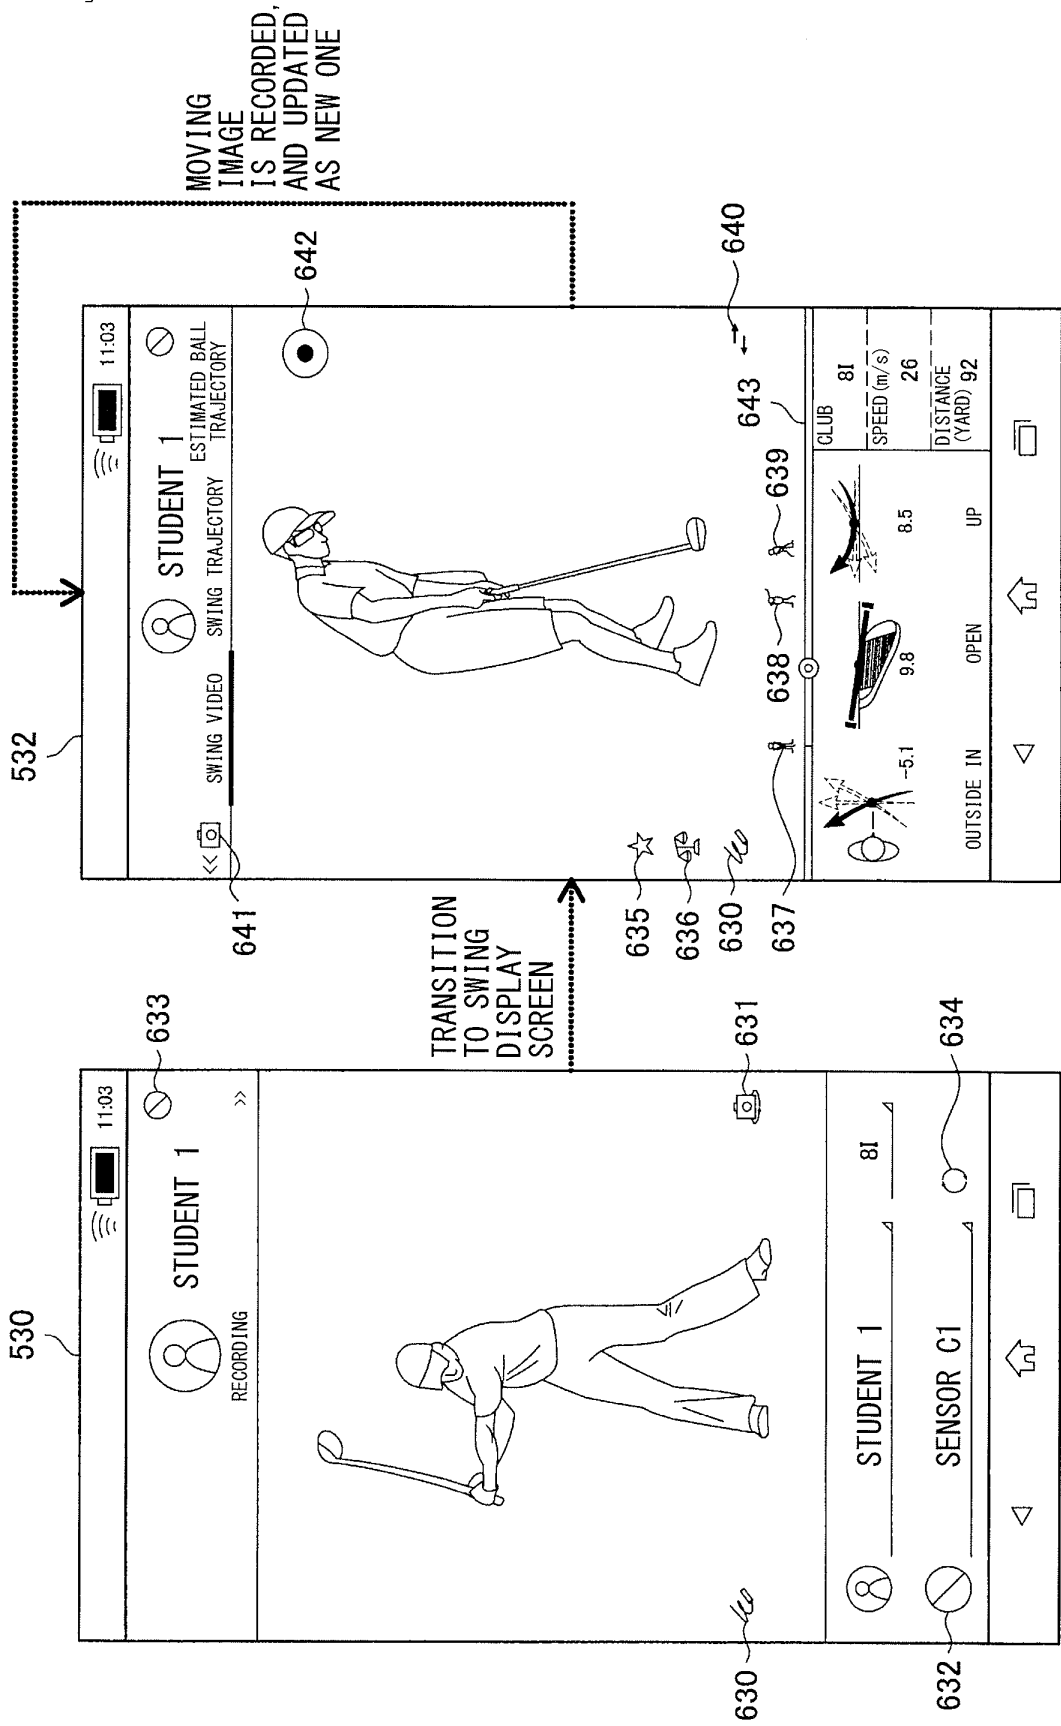 530
11:03
STUDENT 1
633
RECORDING
>>
630
631
STUDENT 1
8I
SENSOR C1
632
634
TRANSITION
TO SWING
DISPLAY
SCREEN
532
11:03
STUDENT 1
<<
SWING VIDEO
SWING TRAJECTORY
ESTIMATED BALL
TRAJECTORY
641
642
635
636
630
637
638
639
643
640
-5.1
OUTSIDE IN
9.8
OPEN
8.5
UP
CLUB
8I
SPEED(m/s)
26
DISTANCE
(YARD) 92
MOVING
IMAGE
IS RECORDED,
AND UPDATED
AS NEW ONE